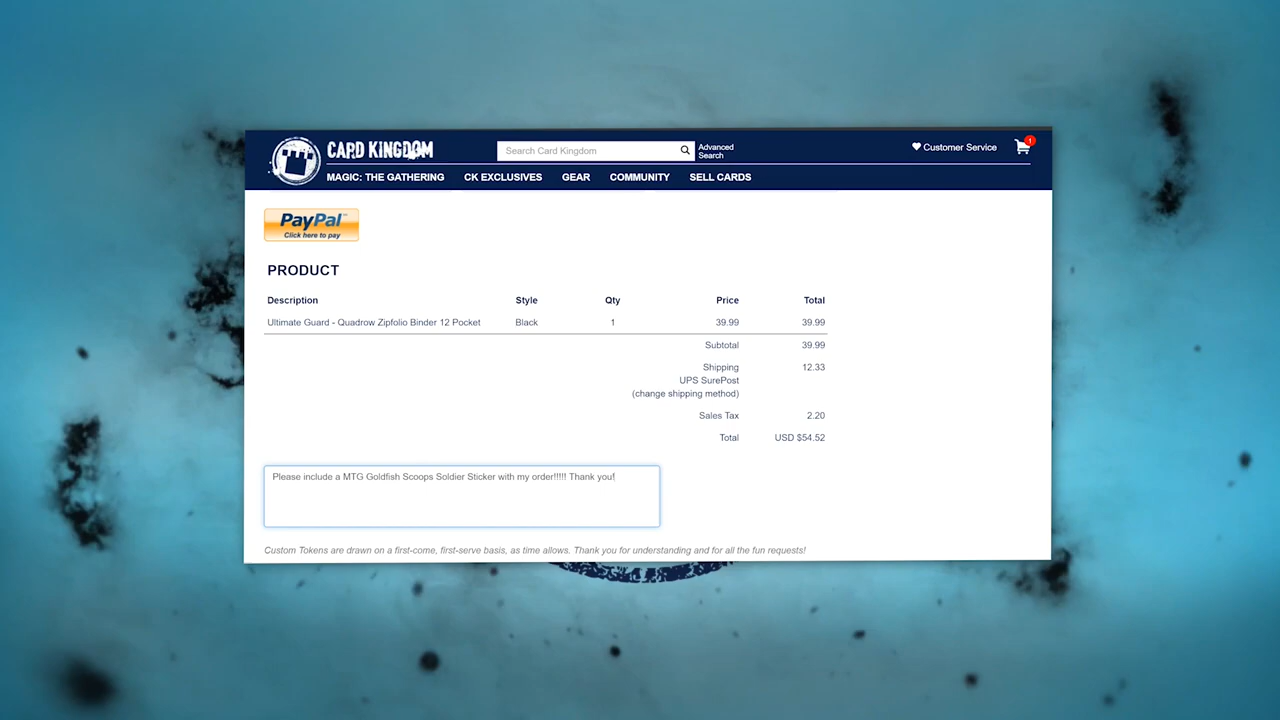 CARD KINGDOM
Search Card Kingdom
Advanced
Search
Customer Service
1
MAGIC: THE GATHERING CK EXCLUSIVES GEAR COMMUNITY SELL CARDS
PayPal™
Click here to pay
PRODUCT
Description Style Qty Price Total
Ultimate Guard - Quadrow Zipfolio Binder 12 Pocket Black 1 39.99 39.99
Subtotal 39.99
Shipping 12.33
UPS SurePost
(change shipping method)
Sales Tax 2.20
Total USD $54.52
Please include a MTG Goldfish Scoops Soldier Sticker with my order!!!!! Thank you!
Custom Tokens are drawn on a first-come, first-serve basis, as time allows. Thank you for understanding and for all the fun requests!